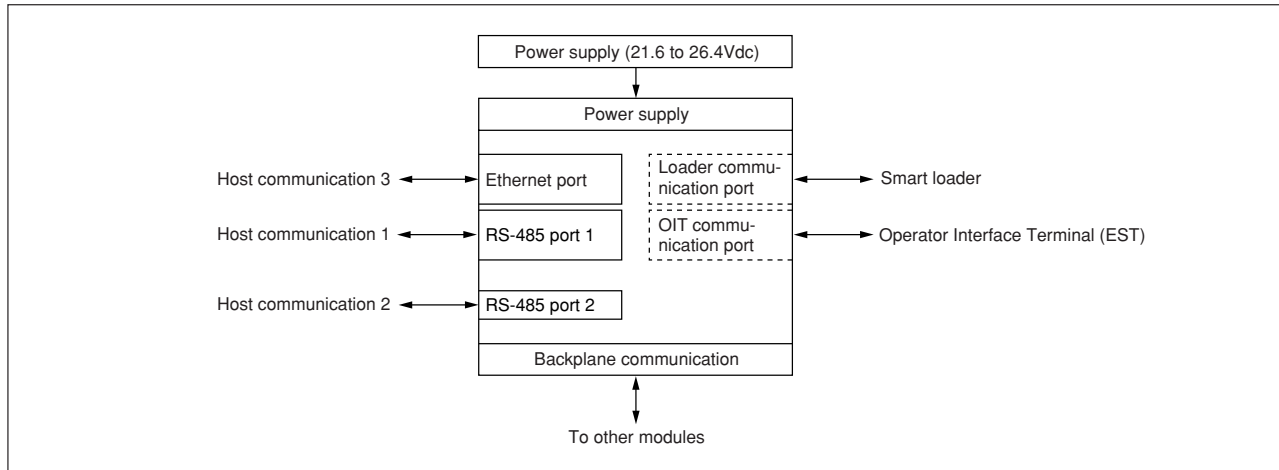 Power supply (21.6 to 26.4Vdc)
Power supply
Host communication 3
Ethernet port
Loader commu-
nication port
Smart loader
Host communication 1
RS-485 port 1
OIT commu-
nication port
Operator Interface Terminal (EST)
Host communication 2
RS-485 port 2
Backplane communication
To other modules